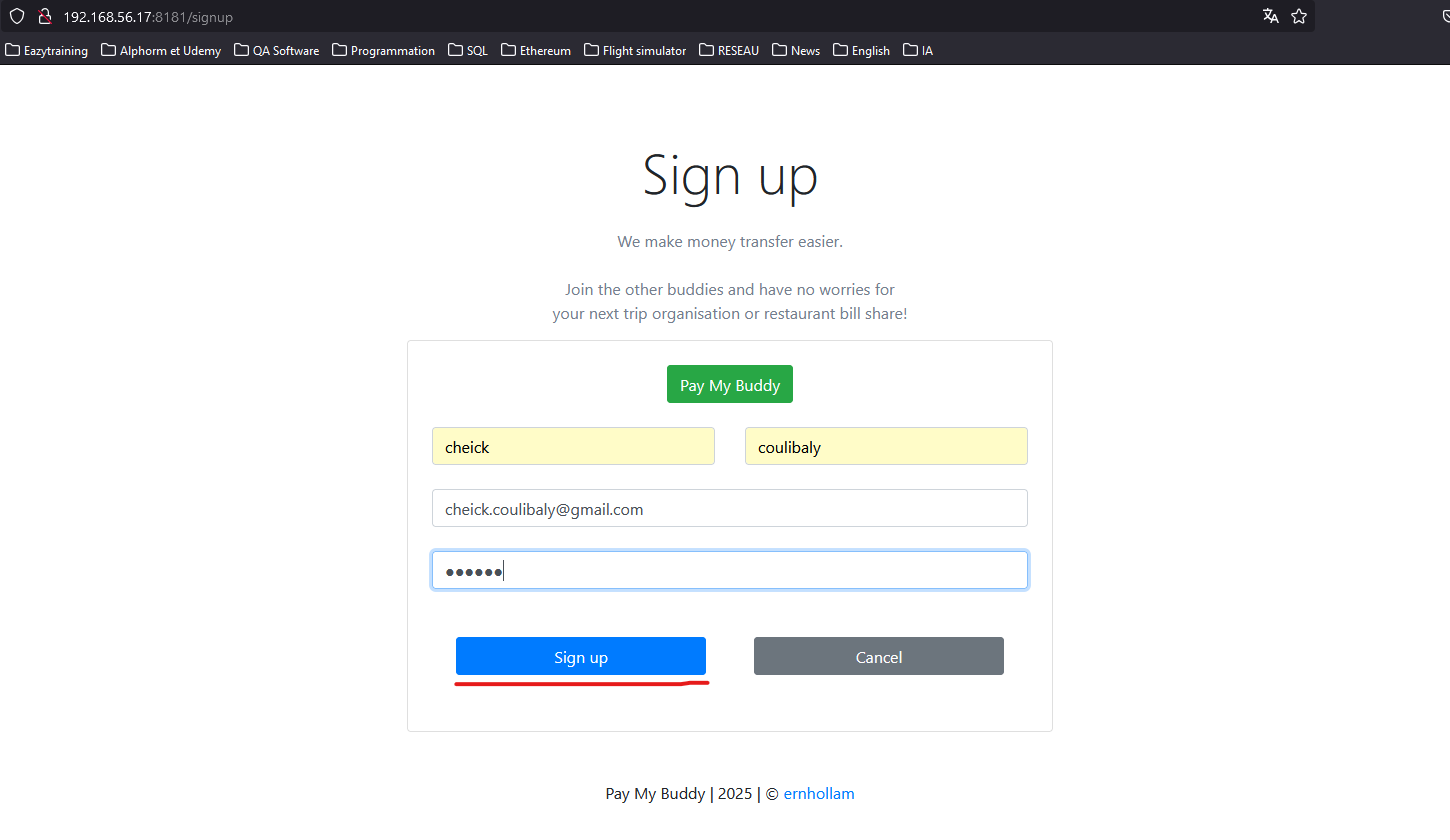 192.168.56.17:8181/signup
Eazytraining Alphorm et Udemy QA Software Programmation SQL Ethereum Flight simulator RESEAU News English IA
Sign up
We make money transfer easier.
Join the other buddies and have no worries for
your next trip organisation or restaurant bill share!
Pay My Buddy
cheick coulibaly
cheick.coulibaly@gmail.com
●●●●●●
Sign up Cancel
Pay My Buddy | 2025 | © ernhollam